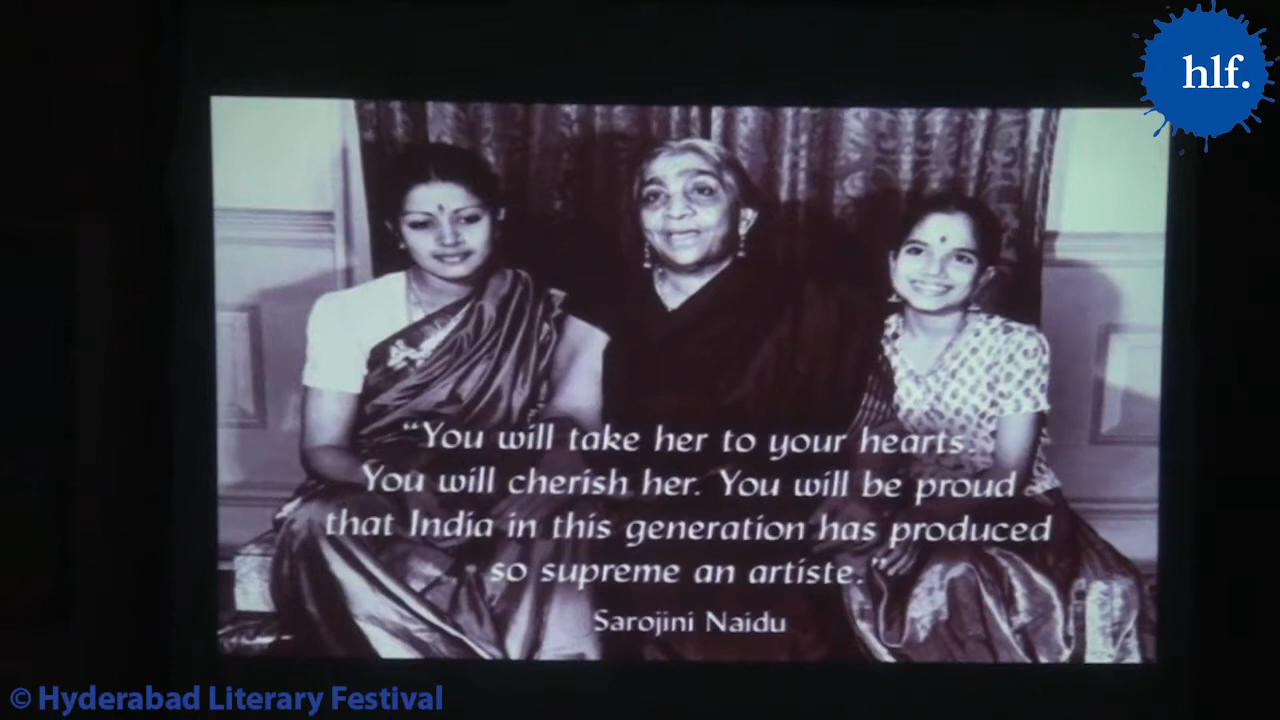 hlf.
“You will take her to your hearts.
You will cherish her. You will be proud
that India in this generation has produced
so supreme an artiste.”
Sarojini Naidu
© Hyderabad Literary Festival